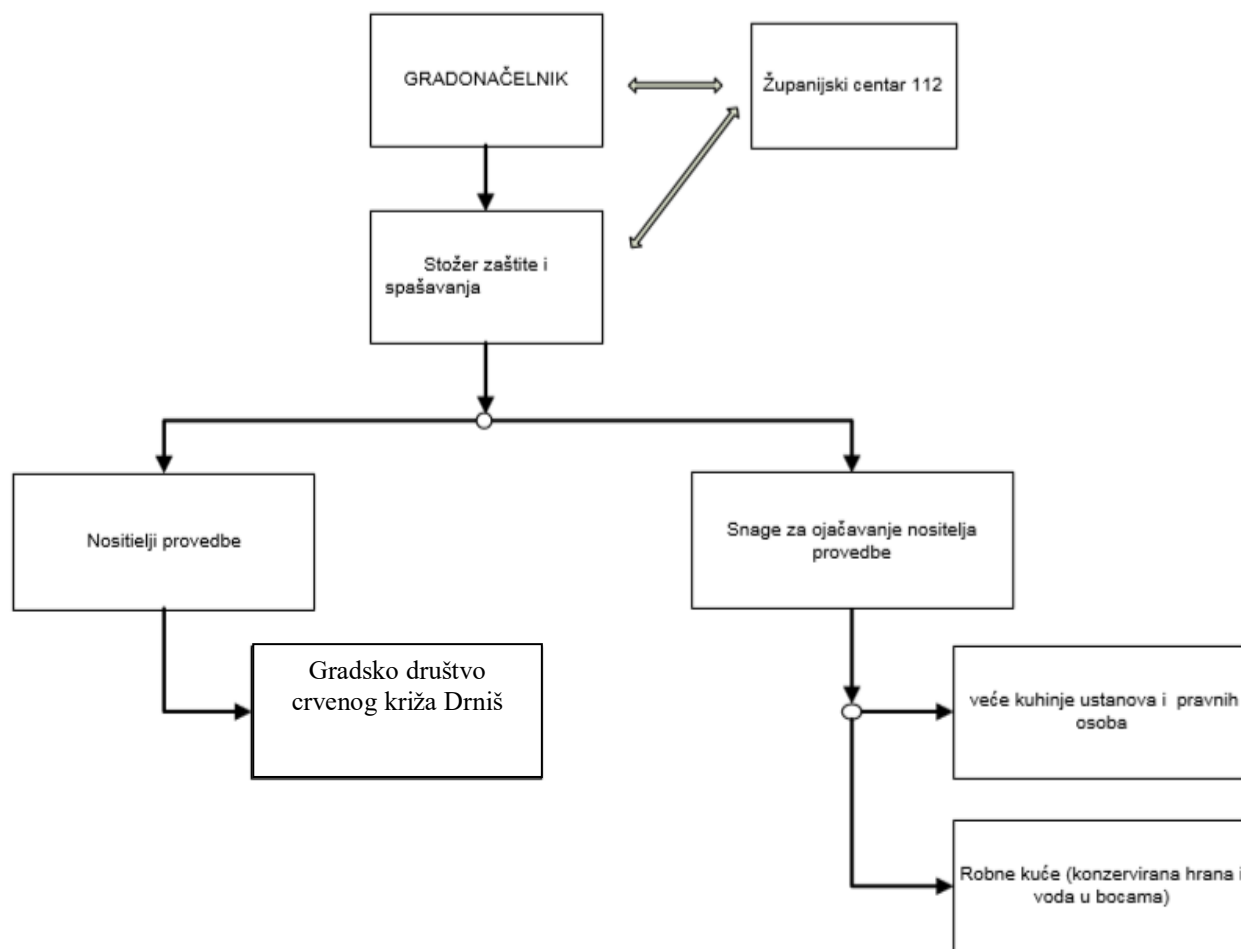 GRADONAČELNIK
Županijski centar 112
Stožer zaštite i
spašavanja
Nositielji provedbe
Snage za ojačavanje nositelja
provedbe
Gradsko društvo
crvenog križa Drniš
veće kuhinje ustanova i pravnih
osoba
Robne kuće (konzervirana hrana i
voda u bocama)